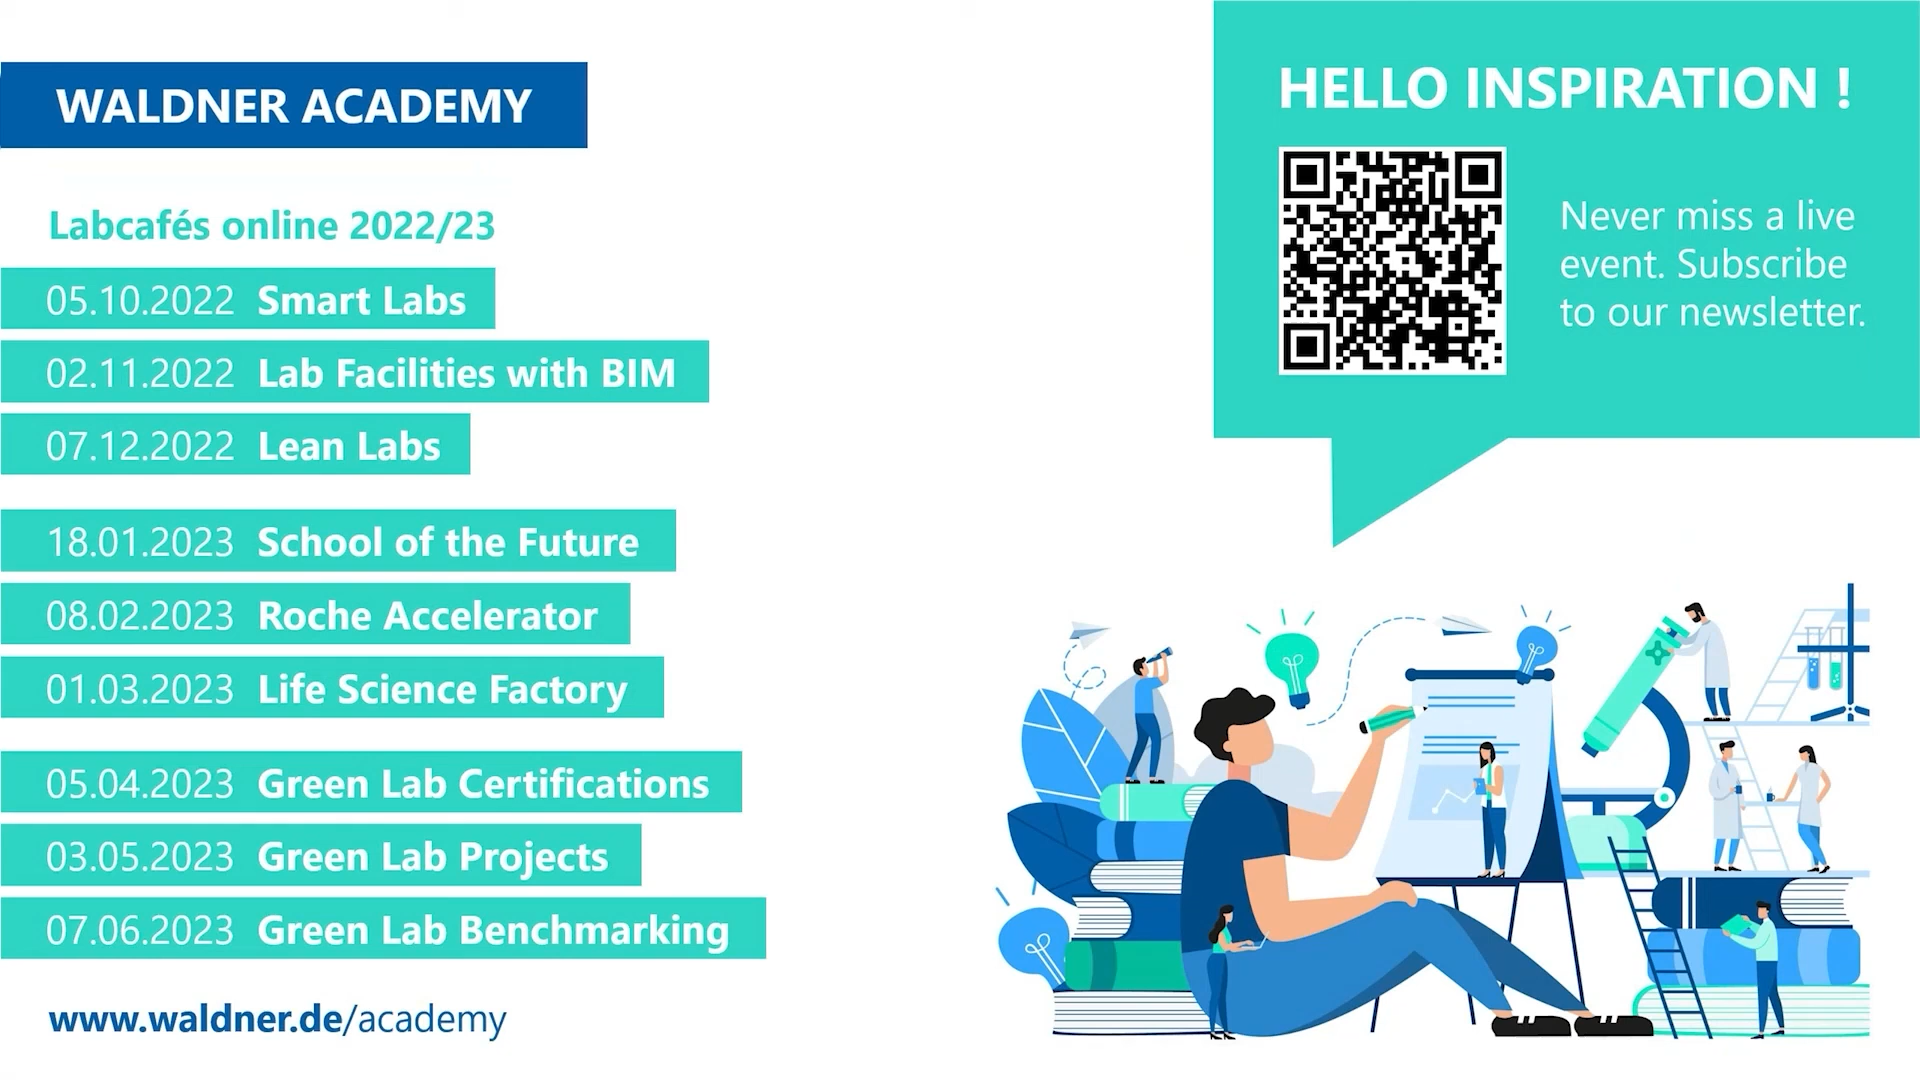 WALDNER ACADEMY
Labcafés online 2022/23
05.10.2022 Smart Labs
02.11.2022 Lab Facilities with BIM
07.12.2022 Lean Labs
18.01.2023 School of the Future
08.02.2023 Roche Accelerator
01.03.2023 Life Science Factory
05.04.2023 Green Lab Certifications
03.05.2023 Green Lab Projects
07.06.2023 Green Lab Benchmarking
www.waldner.de/academy
HELLO INSPIRATION !
Never miss a live
event. Subscribe
to our newsletter.